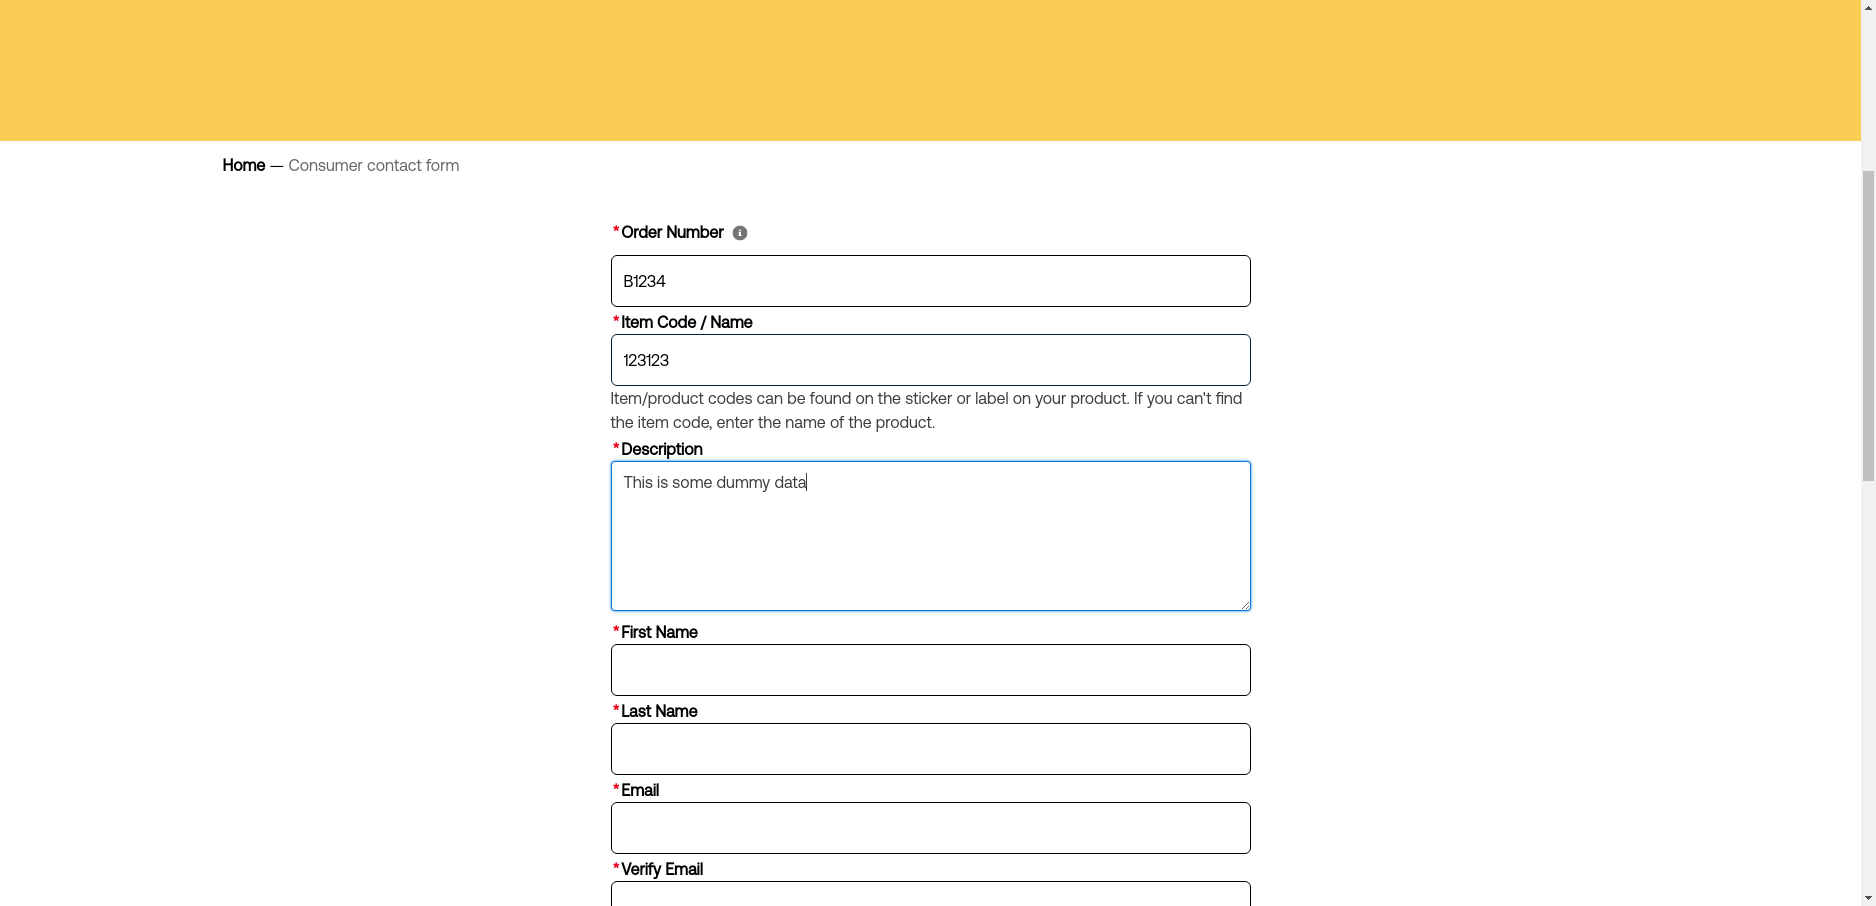 Home — Consumer contact form
*Order Number
B1234
*Item Code / Name
123123
Item/product codes can be found on the sticker or label on your product. If you can't find
the item code, enter the name of the product.
*Description
This is some dummy data
*First Name
*Last Name
*Email
*Verify Email